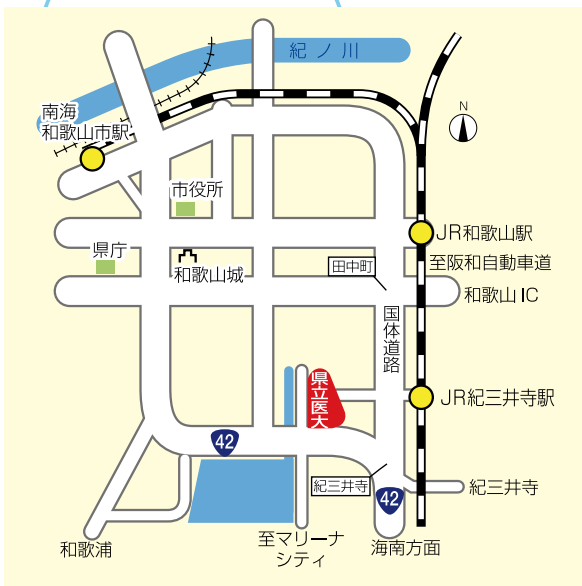 紀ノ川
南海
和歌山市駅
N
市役所
JR和歌山駅
県庁
和歌山城
田中町
至阪和自動車道
和歌山IC
国体道路
県立医大
JR紀三井寺駅
42
紀三井寺
42
紀三井寺
和歌浦
至マリーナ
シティ
海南方面